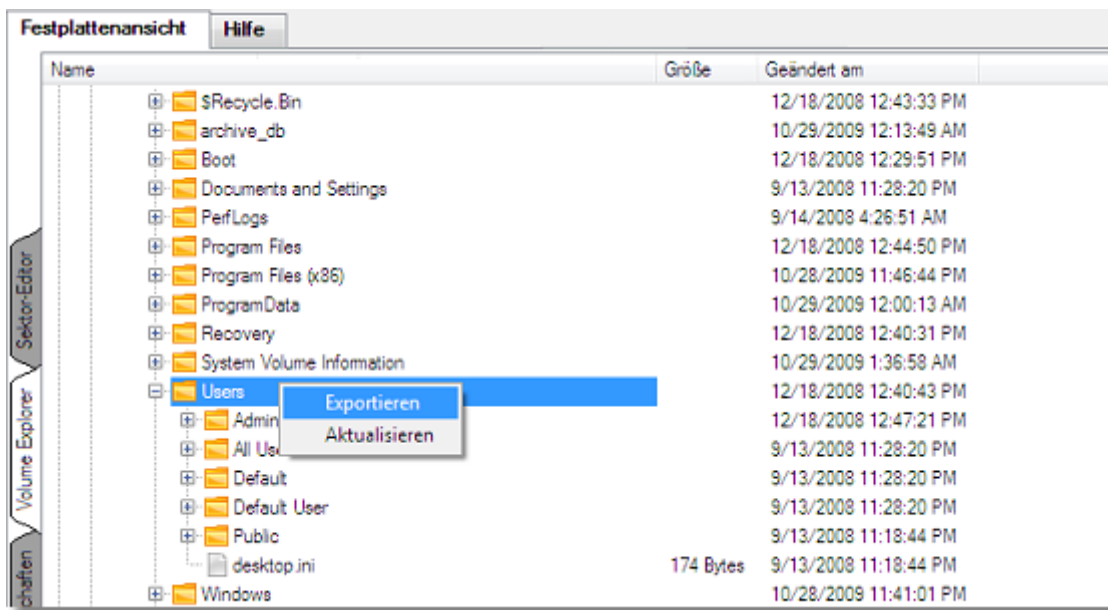 Festplattenansicht Hilfe
Name Größe Geändert am
$Recycle.Bin 12/18/2008 12:43:33 PM
archive_db 10/29/2009 12:13:49 AM
Boot 12/18/2008 12:29:51 PM
Documents and Settings 9/13/2008 11:28:20 PM
PerfLogs 9/14/2008 4:26:51 AM
Program Files 12/18/2008 12:44:50 PM
Program Files (x86) 10/28/2009 11:46:44 PM
ProgramData 10/29/2009 12:00:13 AM
Recovery 12/18/2008 12:40:31 PM
System Volume Information 10/29/2009 1:36:58 AM
Users 12/18/2008 12:40:43 PM
Exportieren
Admin 12/18/2008 12:47:21 PM
Aktualisieren
All Use 9/13/2008 11:28:20 PM
Default 9/13/2008 11:28:20 PM
Default User 9/13/2008 11:28:20 PM
Public 9/13/2008 11:18:44 PM
desktop.ini 174 Bytes 9/13/2008 11:18:44 PM
Windows 10/28/2009 11:41:01 PM
Sektor-Editor
Volume Explorer
chaften